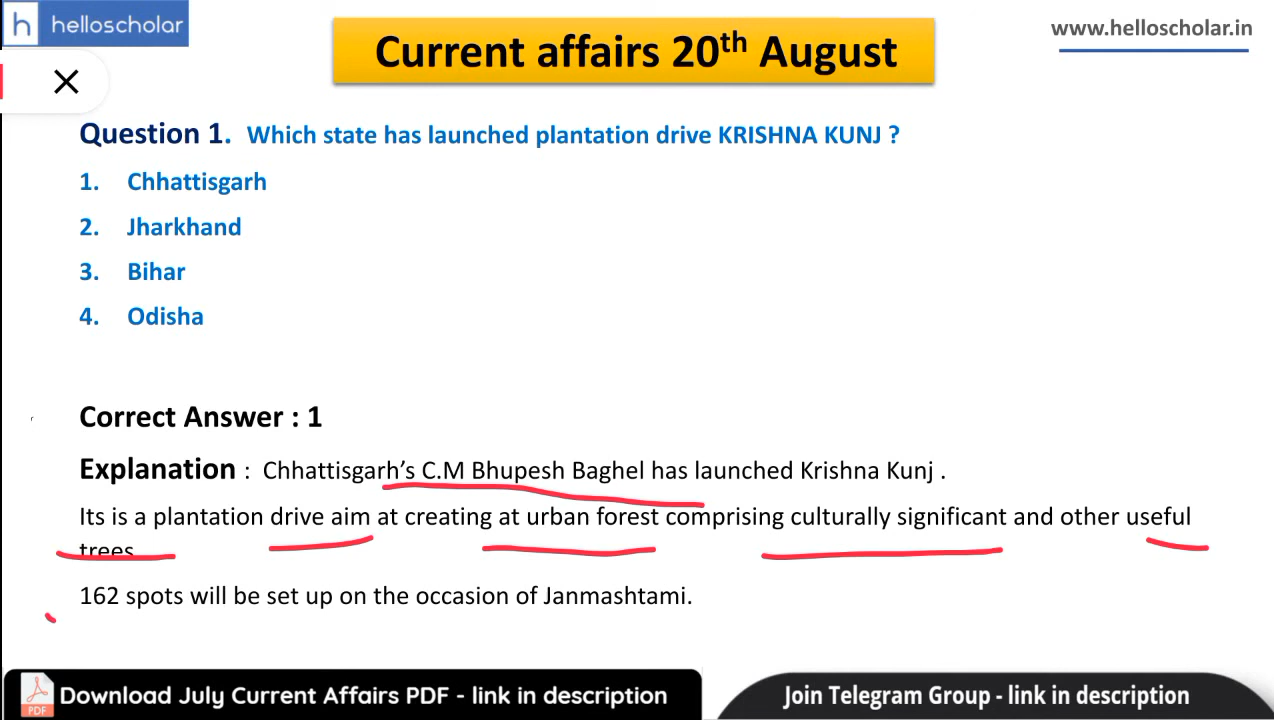 h helloscholar
www.helloscholar.in
Current affairs 20th August
Question 1. Which state has launched plantation drive KRISHNA KUNJ ?
1. Chhattisgarh
2. Jharkhand
3. Bihar
4. Odisha
Correct Answer : 1
Explanation : Chhattisgarh's C.M Bhupesh Baghel has launched Krishna Kunj .
Its is a plantation drive aim at creating at urban forest comprising culturally significant and other useful
trees
162 spots will be set up on the occasion of Janmashtami.
PDF Download July Current Affairs PDF - link in description
Join Telegram Group - link in description